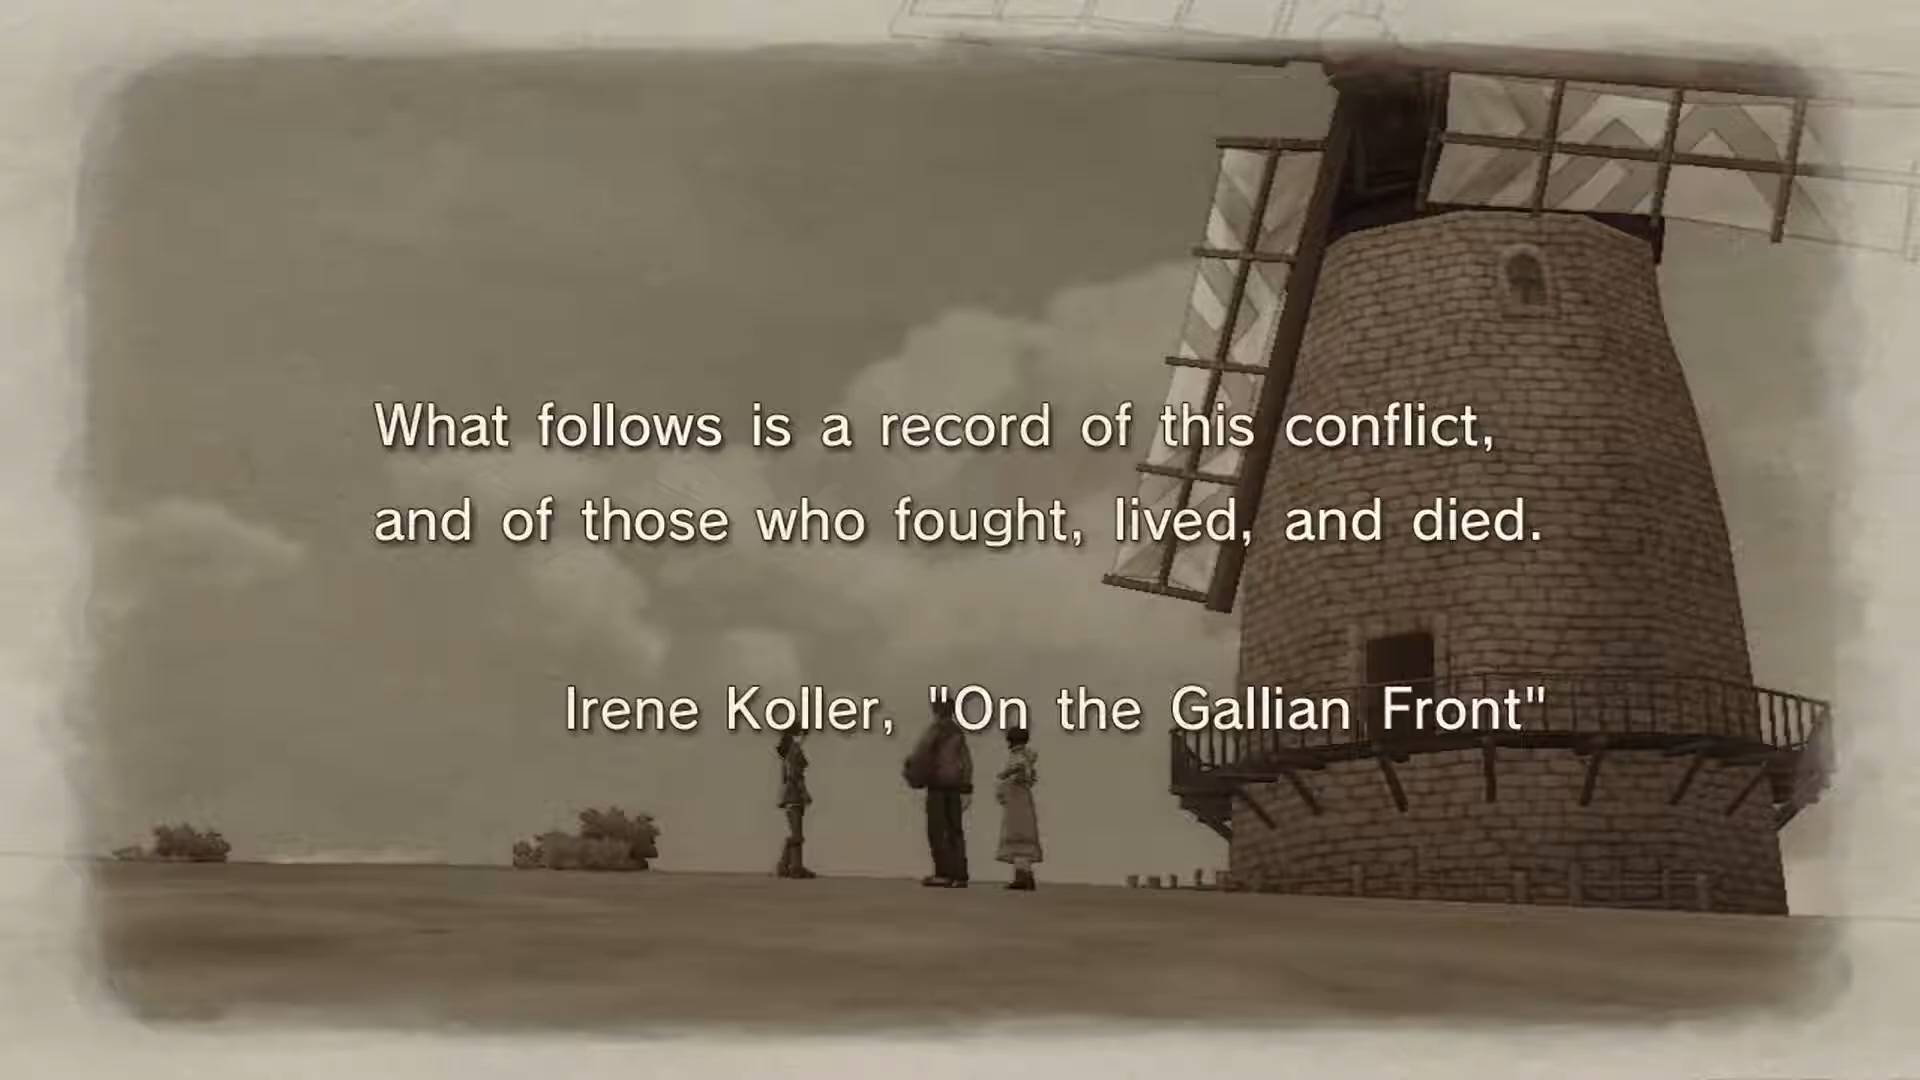 What follows is a record of this conflict,
and of those who fought, lived, and died.
Irene Koller, "On the Gallian Front"